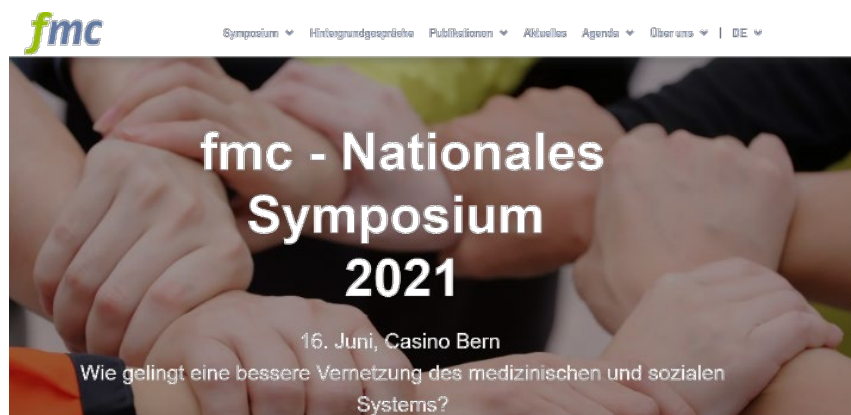 fmc
Symposium Hintergrundgespräche Publikationen Aktuelles Agenda Über uns | DE
fmc - Nationales
Symposium
2021
16. Juni, Casino Bern
Wie gelingt eine bessere Vernetzung des medizinischen und sozialen
Systems?